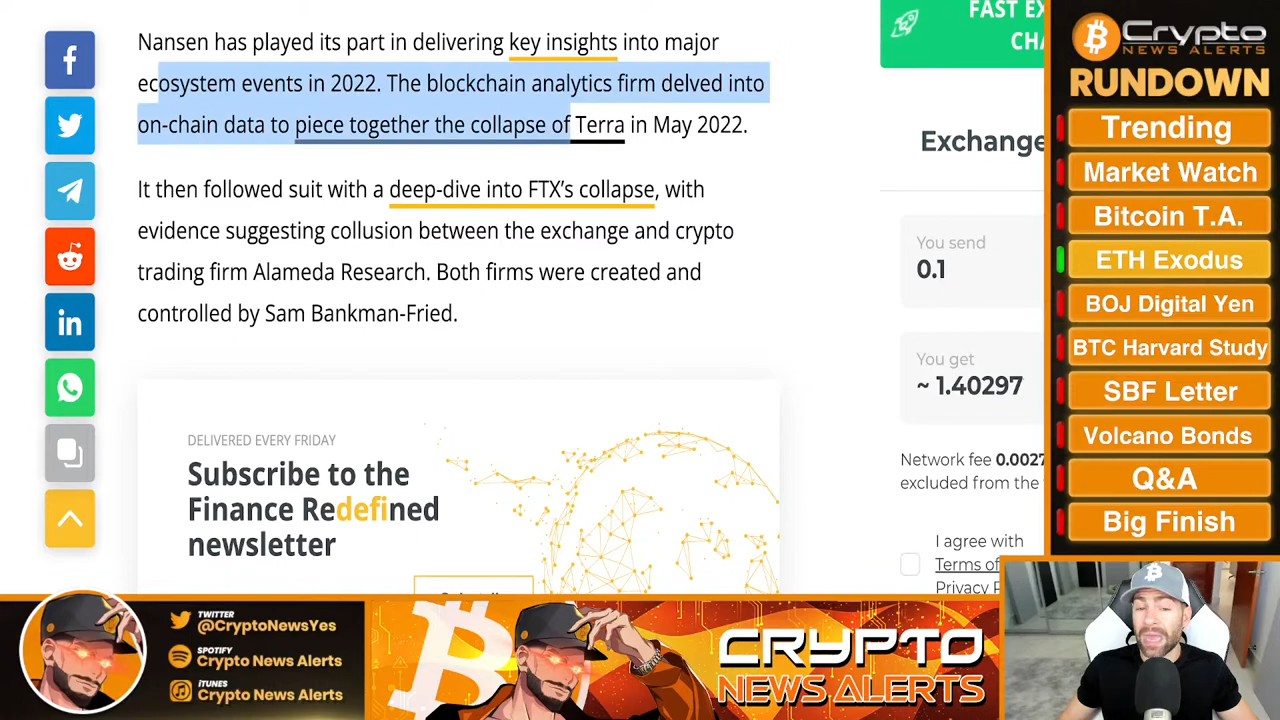 Nansen has played its part in delivering key insights into major
ecosystem events in 2022. The blockchain analytics firm delved into
on-chain data to piece together the collapse of Terra in May 2022.
It then followed suit with a deep-dive into FTX's collapse, with
evidence suggesting collusion between the exchange and crypto
trading firm Alameda Research. Both firms were created and
controlled by Sam Bankman-Fried.
DELIVERED EVERY FRIDAY
Subscribe to the
Finance Redefined
newsletter
FAST EX
CHA
Exchange
You send
0.1
You get
~ 1.40297
Network fee 0.0027
excluded from the
I agree with
Terms of
Privacy P
Crypto
NEWS ALERTS
RUNDOWN
Trending
Market Watch
Bitcoin T.A.
ETH Exodus
BOJ Digital Yen
BTC Harvard Study
SBF Letter
Volcano Bonds
Q&A
Big Finish
TWITTER
@CryptoNewsYes
SPOTIFY
Crypto News Alerts
iTUNES
Crypto News Alerts
CRYPTO
NEWS ALERTS